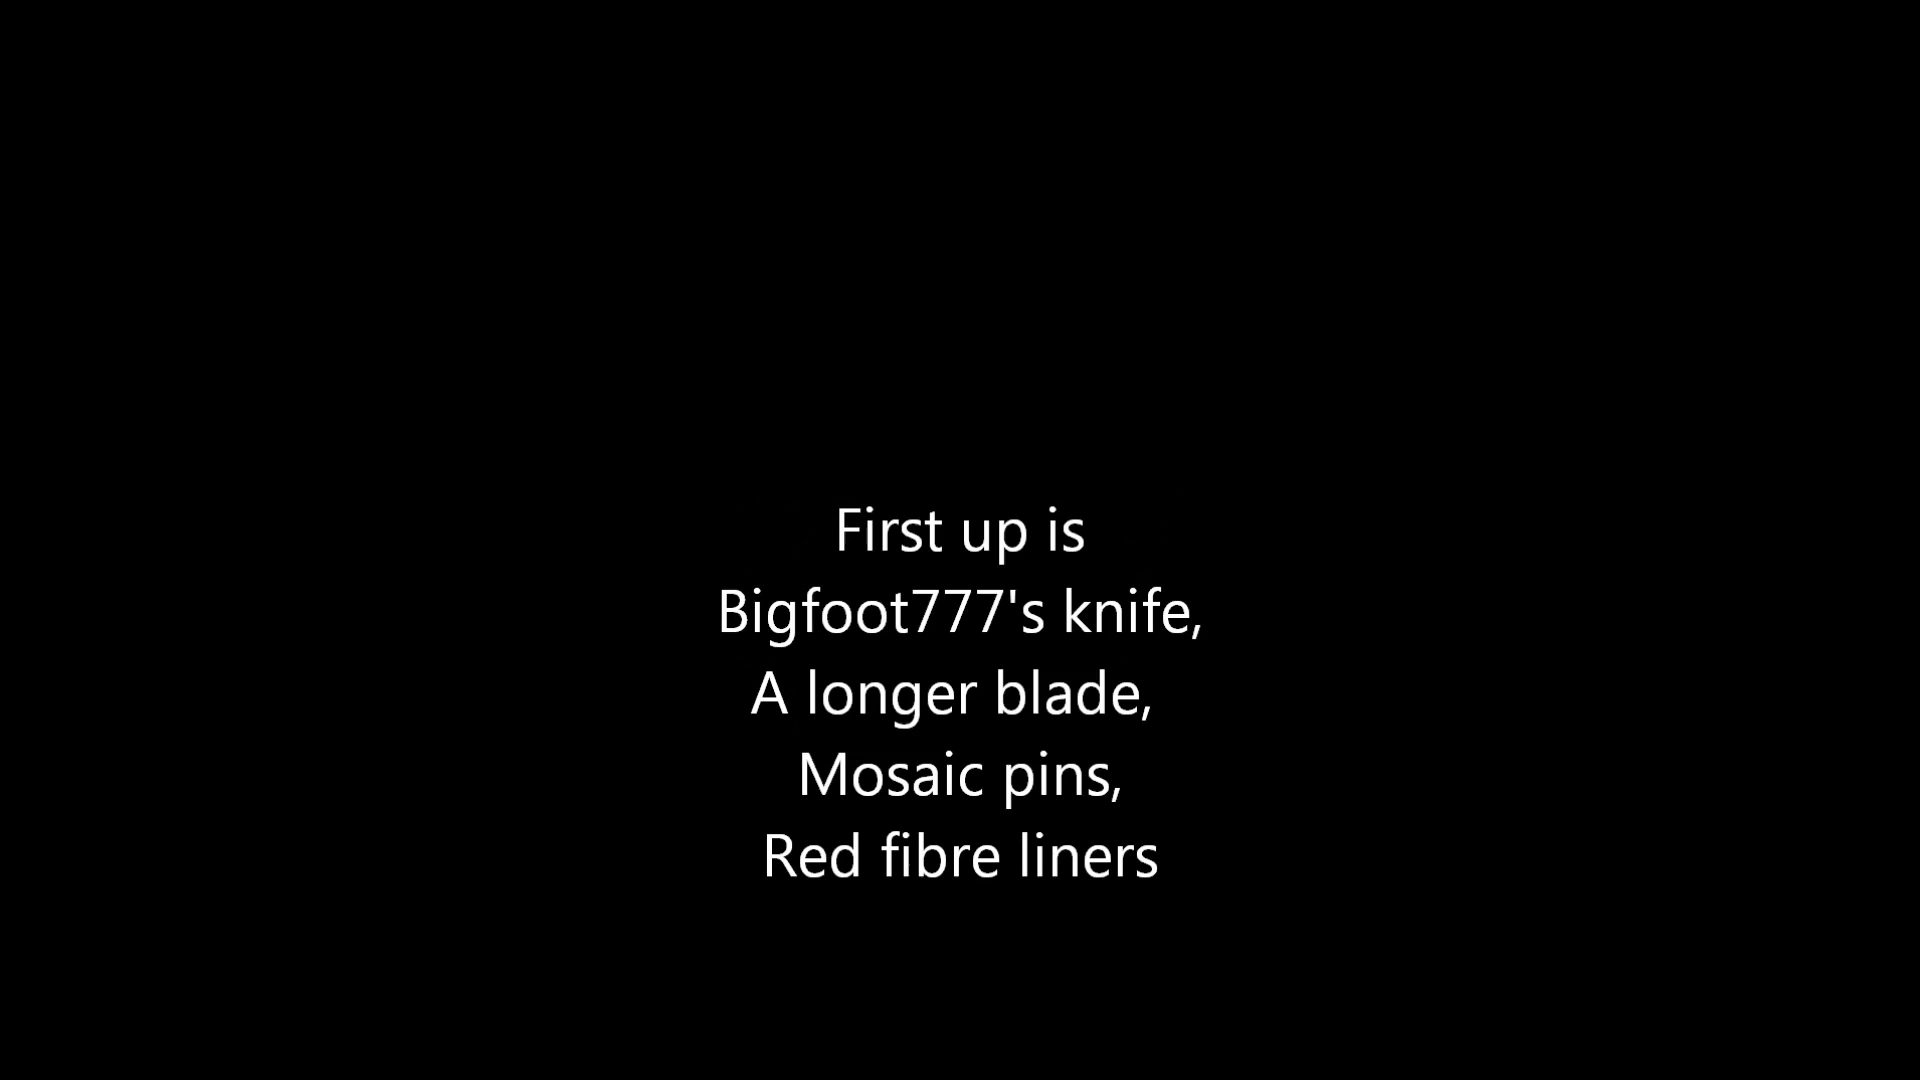 First up is
Bigfoot777's knife,
A longer blade,
Mosaic pins,
Red fibre liners